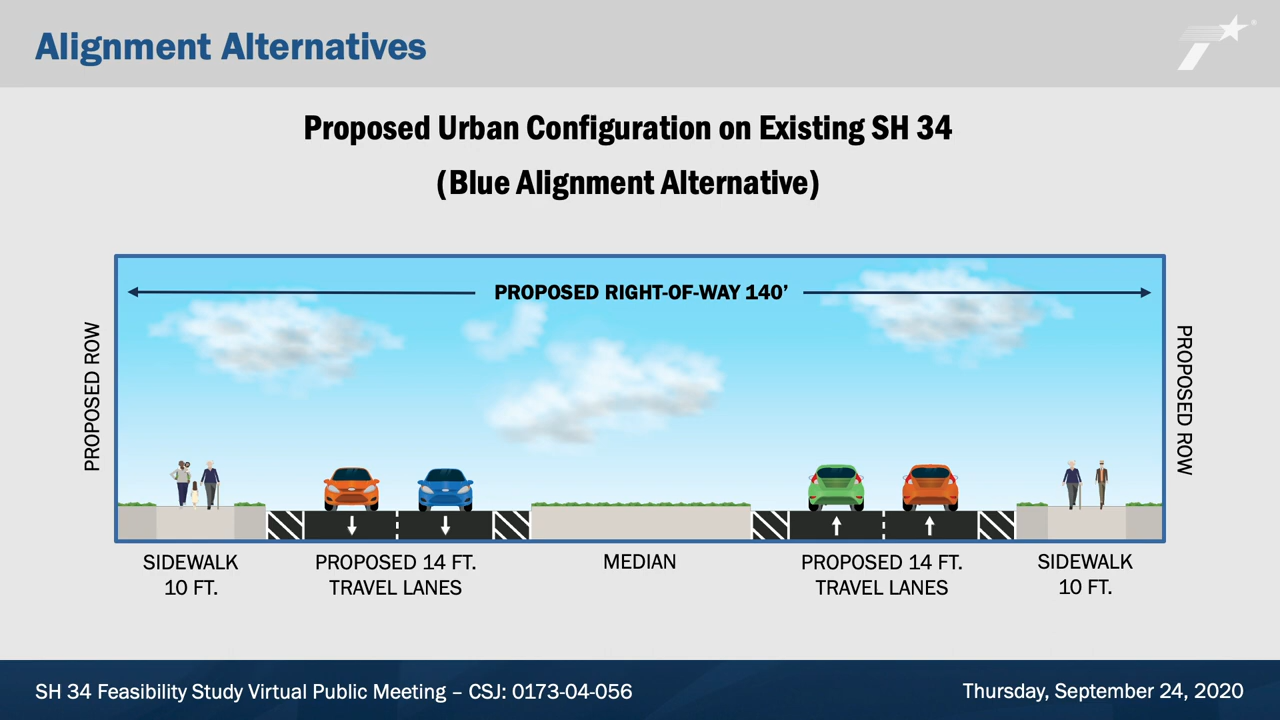 Alignment Alternatives
Proposed Urban Configuration on Existing SH 34
(Blue Alignment Alternative)
PROPOSED RIGHT-OF-WAY 140’
PROPOSED ROW
PROPOSED ROW
SIDEWALK
10 FT.
PROPOSED 14 FT.
TRAVEL LANES
MEDIAN
PROPOSED 14 FT.
TRAVEL LANES
SIDEWALK
10 FT.
SH 34 Feasibility Study Virtual Public Meeting – CSJ: 0173-04-056
Thursday, September 24, 2020